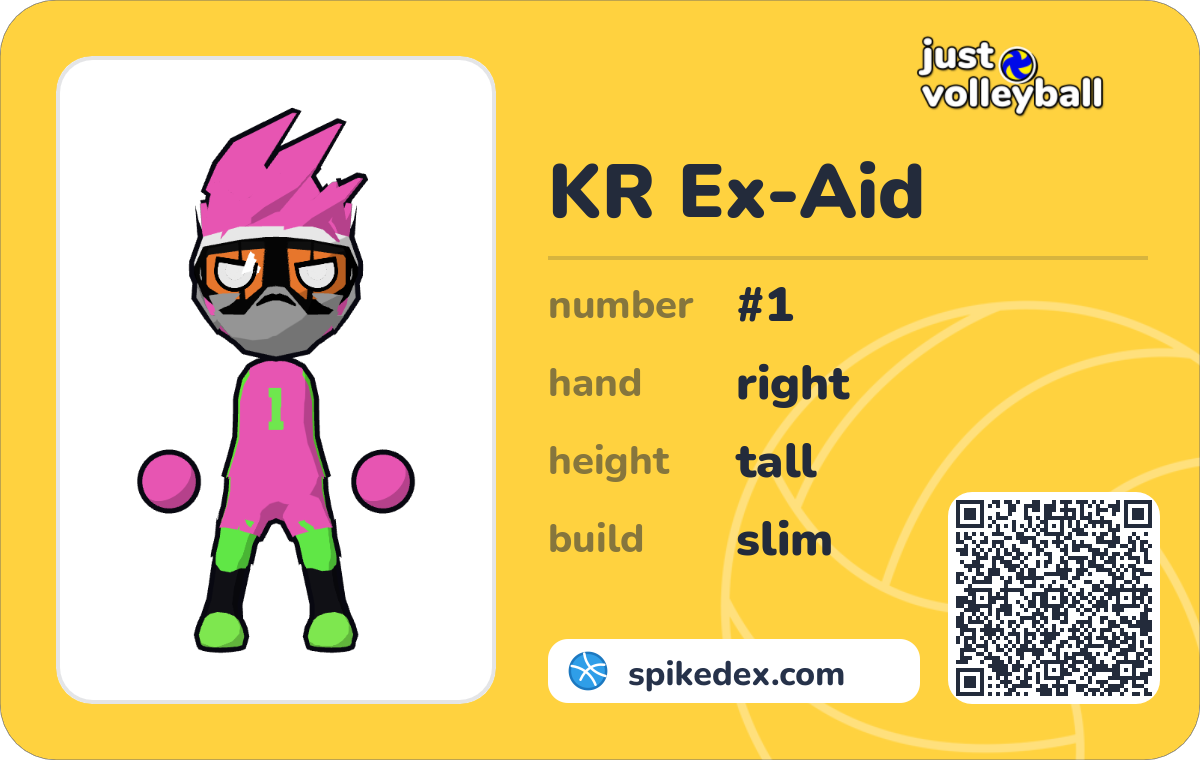 just
volleyball
KR Ex-Aid
number #1
hand right
height tall
build slim
1
spikedex.com